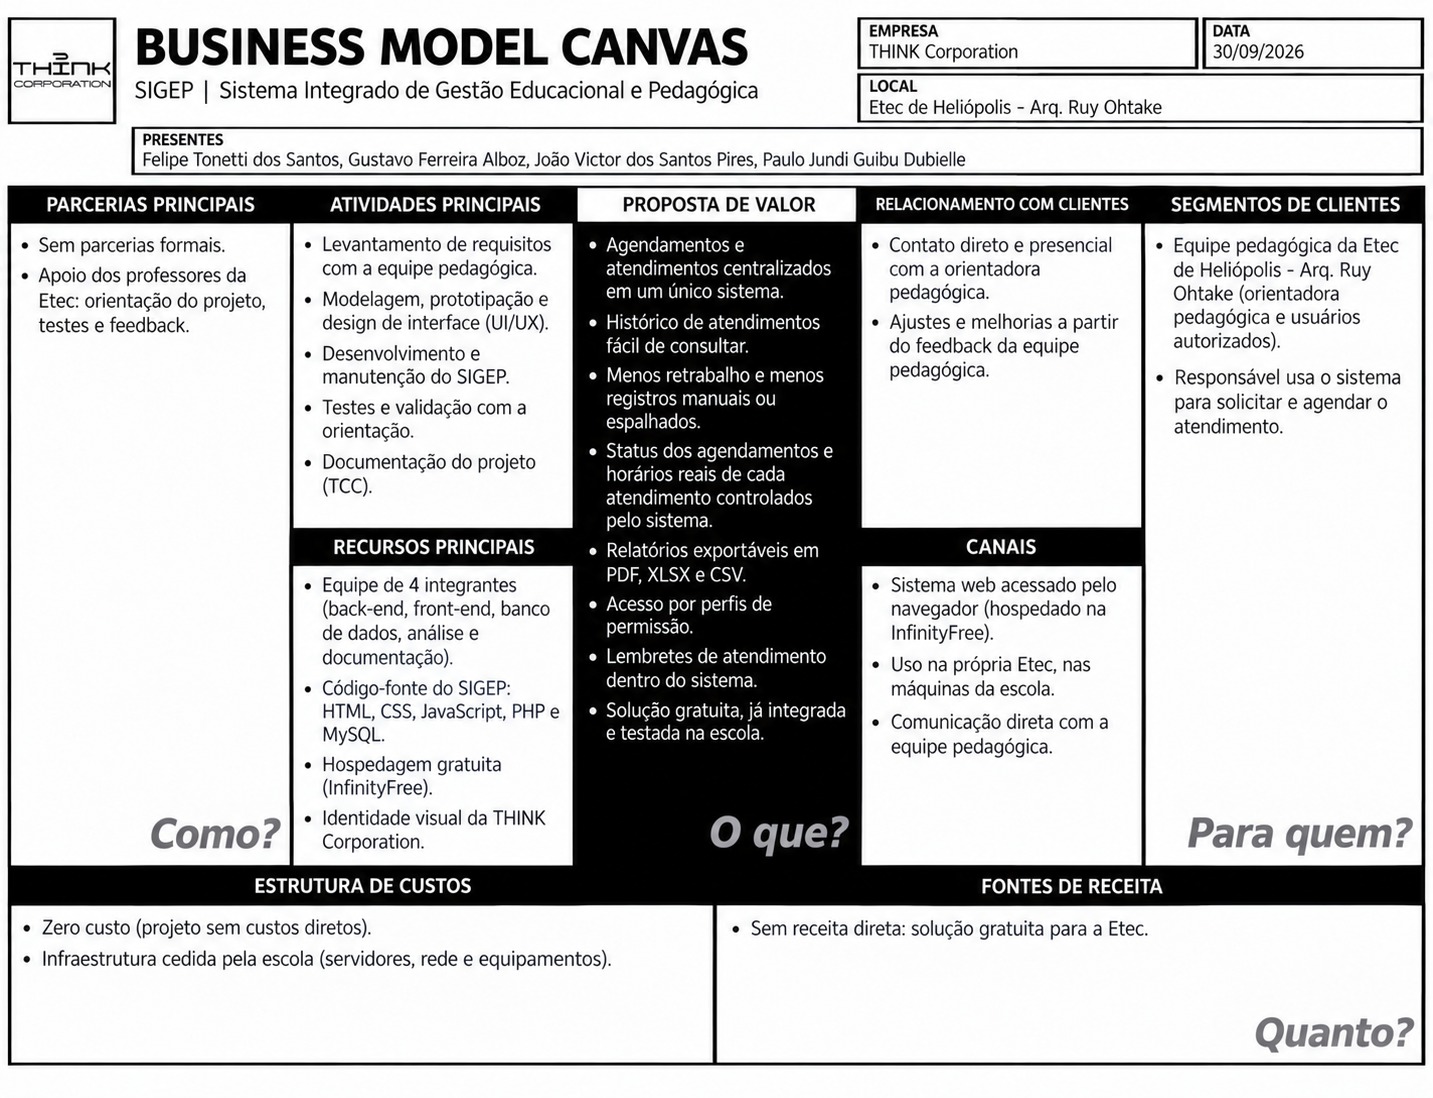 THINK
CORPORATION
BUSINESS MODEL CANVAS
SIGEP | Sistema Integrado de Gestão Educacional e Pedagógica
EMPRESA
THINK Corporation
DATA
30/09/2026
LOCAL
Etec de Heliópolis - Arq. Ruy Ohtake
PRESENTES
Felipe Tonetti dos Santos, Gustavo Ferreira Alboz, João Victor dos Santos Pires, Paulo Jundi Guibu Dubielle
PARCERIAS PRINCIPAIS
• Sem parcerias formais.
• Apoio dos professores da
Etec: orientação do projeto,
testes e feedback.
Como?
ATIVIDADES PRINCIPAIS
• Levantamento de requisitos
com a equipe pedagógica.
• Modelagem, prototipação e
design de interface (UI/UX).
• Desenvolvimento e
manutenção do SIGEP.
• Testes e validação com a
orientação.
• Documentação do projeto
(TCC).
RECURSOS PRINCIPAIS
• Equipe de 4 integrantes
(back-end, front-end, banco
de dados, análise e
documentação).
• Código-fonte do SIGEP:
HTML, CSS, JavaScript, PHP e
MySQL.
• Hospedagem gratuita
(InfinityFree).
• Identidade visual da THINK
Corporation.
PROPOSTA DE VALOR
• Agendamentos e
atendimentos centralizados
em um único sistema.
• Histórico de atendimentos
fácil de consultar.
• Menos retrabalho e menos
registros manuais ou
espalhados.
• Status dos agendamentos e
horários reais de cada
atendimento controlados
pelo sistema.
• Relatórios exportáveis em
PDF, XLSX e CSV.
• Acesso por perfis de
permissão.
• Lembretes de atendimento
dentro do sistema.
• Solução gratuita, já integrada
e testada na escola.
O que?
RELACIONAMENTO COM CLIENTES
• Contato direto e presencial
com a orientadora
pedagógica.
• Ajustes e melhorias a partir
do feedback da equipe
pedagógica.
CANAIS
• Sistema web acessado pelo
navegador (hospedado na
InfinityFree).
• Uso na própria Etec, nas
máquinas da escola.
• Comunicação direta com a
equipe pedagógica.
SEGMENTOS DE CLIENTES
• Equipe pedagógica da Etec
de Heliópolis - Arq. Ruy
Ohtake (orientadora
pedagógica e usuários
autorizados).
• Responsável usa o sistema
para solicitar e agendar o
atendimento.
Para quem?
ESTRUTURA DE CUSTOS
• Zero custo (projeto sem custos diretos).
• Infraestrutura cedida pela escola (servidores, rede e equipamentos).
FONTES DE RECEITA
• Sem receita direta: solução gratuita para a Etec.
Quanto?